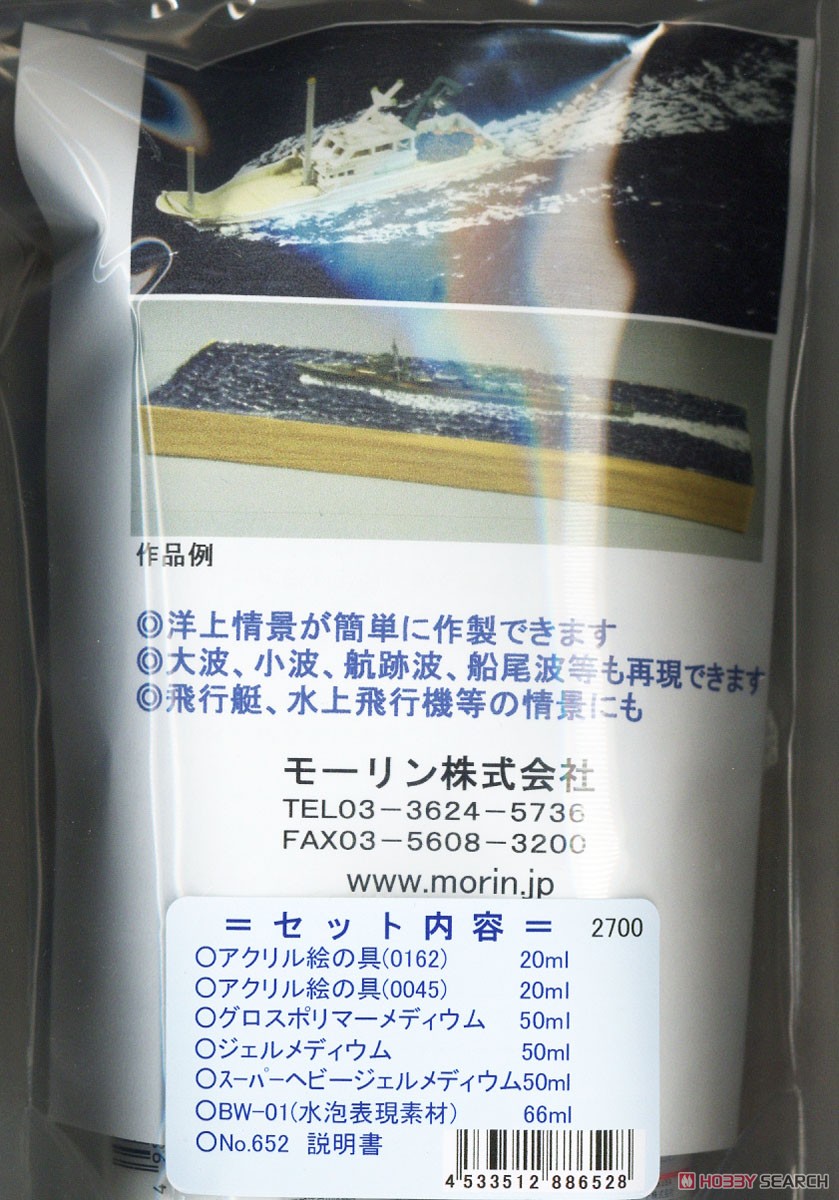 作品例
◎洋上情景が簡単に作製できます
◎大波、小波、航跡波、船尾波等も再現できます
◎飛行艇、水上飛行機等の情景にも
モーリン株式会社
TEL03－3624－5736
FAX03－5608－3200
www.morin.jp
＝セット内容＝ 2700
○アクリル絵の具(0162) 20ml
○アクリル絵の具(0045) 20ml
○グロスポリマーメディウム 50ml
○ジェルメディウム 50ml
○スーパーヘビージェルメディウム50ml
○BW-01(水泡表現素材) 66ml
○No.652 説明書
4 533512 886528
HOBBY SEARCH